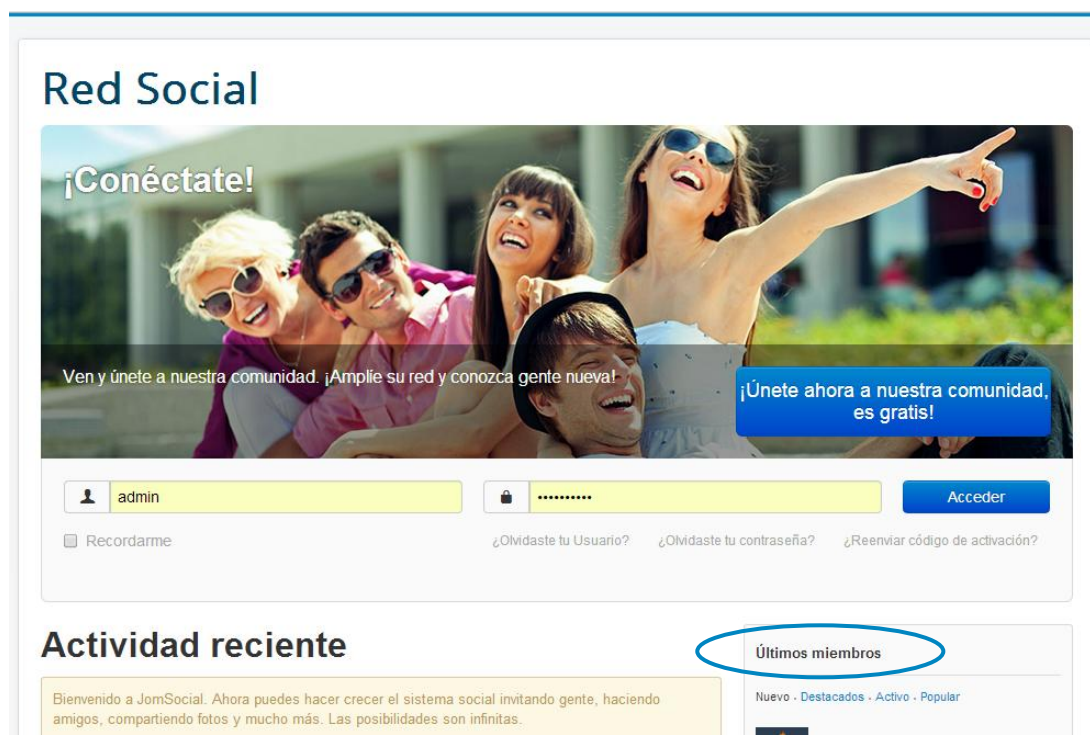 Red Social
¡Conéctate!
Ven y únete a nuestra comunidad. ¡Amplíe su red y conozca gente nueva!
¡Únete ahora a nuestra comunidad,
es gratis!
admin
••••••••••
Acceder
Recordarme
¿Olvidaste tu Usuario?
¿Olvidaste tu contraseña?
¿Reenviar código de activación?
Actividad reciente
Últimos miembros
Bienvenido a JomSocial. Ahora puedes hacer crecer el sistema social invitando gente, haciendo
amigos, compartiendo fotos y mucho más. Las posibilidades son infinitas.
Nuevo · Destacados · Activo · Popular